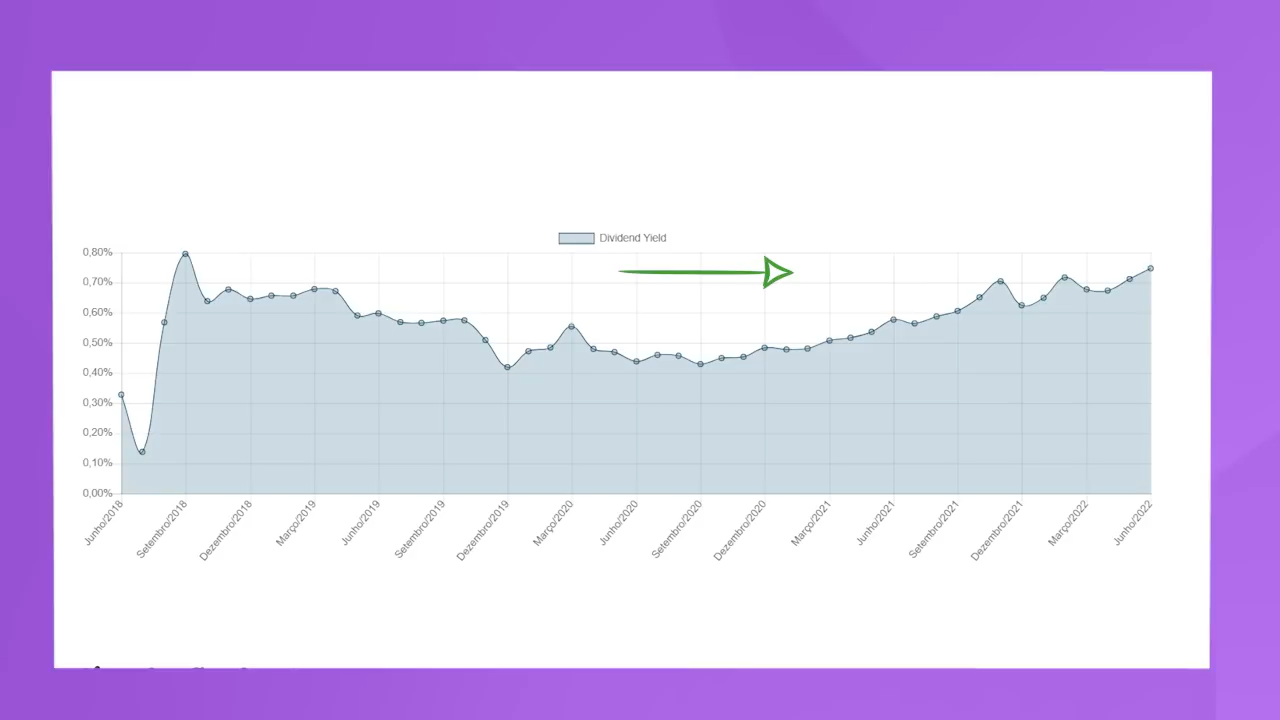 Dividend Yield
0,80%
0,70%
0,60%
0,50%
0,40%
0,30%
0,20%
0,10%
0,00%
Junho/2018
Setembro/2018
Dezembro/2018
Março/2019
Junho/2019
Setembro/2019
Dezembro/2019
Março/2020
Junho/2020
Setembro/2020
Dezembro/2020
Março/2021
Junho/2021
Setembro/2021
Dezembro/2021
Março/2022
Junho/2022